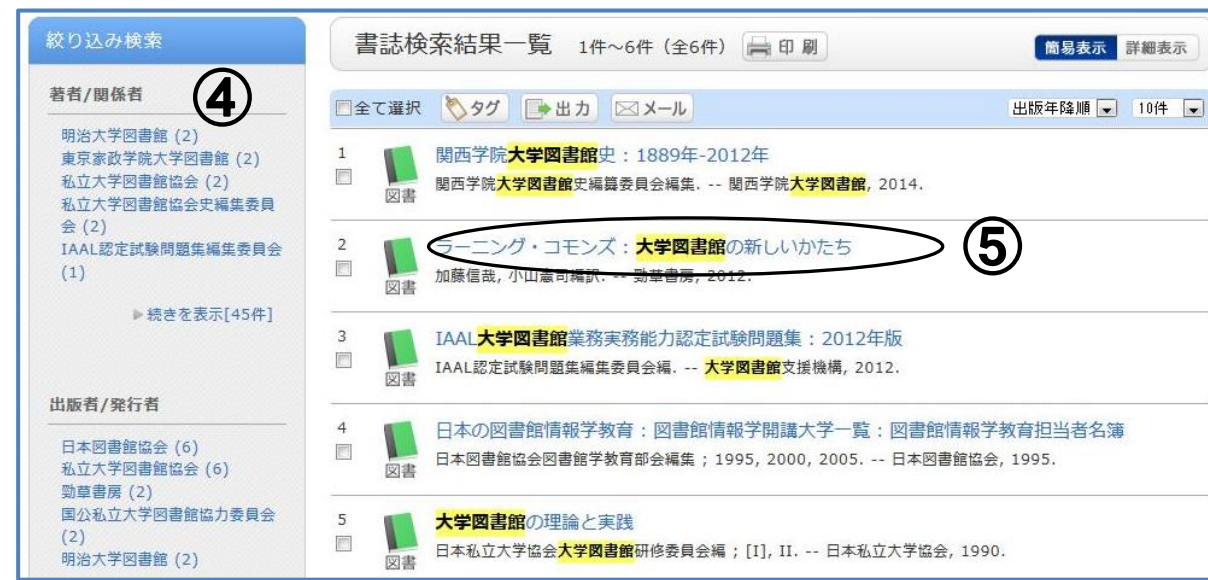 絞り込み検索
④
著者/関係者
明治大学図書館 (2)
東京家政学院大学図書館 (2)
私立大学図書館協会 (2)
私立大学図書館協会史編集委員
会 (2)
IAAL認定試験問題集編集委員会
(1)
▶続きを表示[45件]
出版者/発行者
日本図書館協会 (6)
私立大学図書館協会 (6)
勁草書房 (2)
国公私立大学図書館協力委員会
(2)
明治大学図書館 (2)
書誌検索結果一覧 1件～6件（全6件） 印刷 簡易表示 詳細表示
全て選択 タグ 出力 メール 出版年降順 10件
1 関西学院大学図書館史：1889年-2012年
関西学院大学図書館史編纂委員会編集. -- 関西学院大学図書館, 2014.
図書
2 ラーニング・コモンズ：大学図書館の新しいかたち
⑤
加藤信哉, 小山憲司編訳. -- 勁草書房, 2012.
図書
3 IAAL大学図書館業務実務能力認定試験問題集：2012年版
IAAL認定試験問題集編集委員会編. -- 大学図書館支援機構, 2012.
図書
4 日本の図書館情報学教育：図書館情報学開講大学一覧：図書館情報学教育担当者名簿
日本図書館協会図書館学教育部会編集 ; 1995, 2000, 2005. -- 日本図書館協会, 1995.
図書
5 大学図書館の理論と実践
日本私立大学協会大学図書館研修委員会編 ; [I], II. -- 日本私立大学協会, 1990.
図書